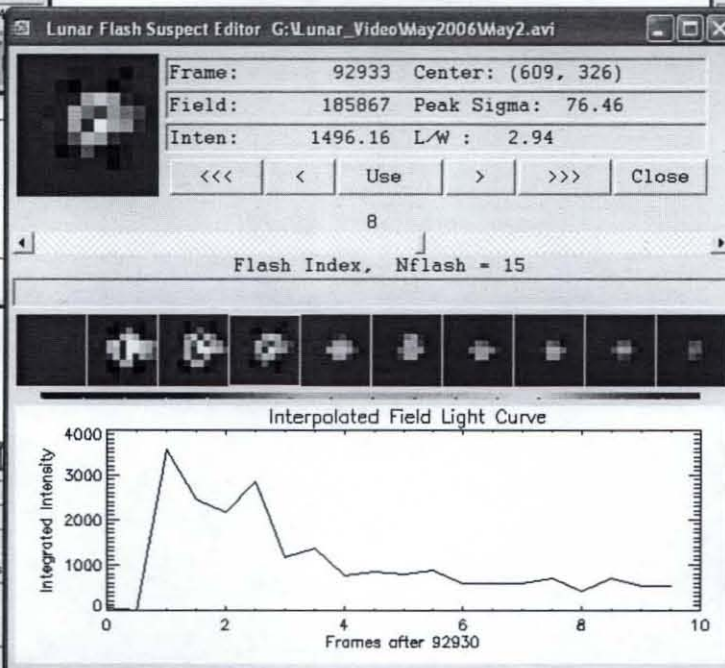 Lunar Flash Suspect Editor G:\Lunar_Video\May2006\May2.avi
Frame: 92933 Center: (609, 326)
Field: 185867 Peak Sigma: 76.46
Inten: 1496.16 L/W : 2.94
<<< < Use > >>> Close
8
Flash Index, Nflash = 15
Interpolated Field Light Curve
Integrated Intensity
4000
3000
2000
1000
0
0 2 4 6 8 10
Frames after 92930